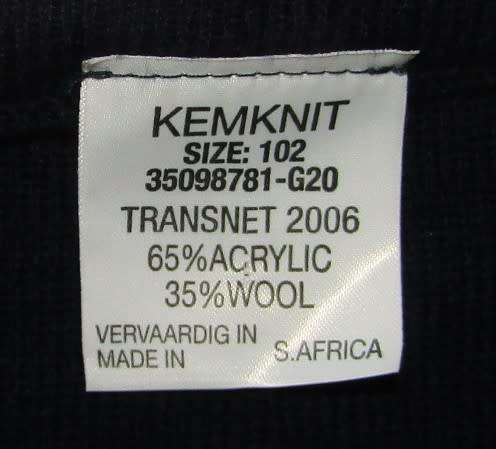 KEMKNIT
SIZE: 102
35098781-G20
TRANSNET 2006
65%ACRYLIC
35%WOOL
VERVAARDIG IN
MADE IN S.AFRICA